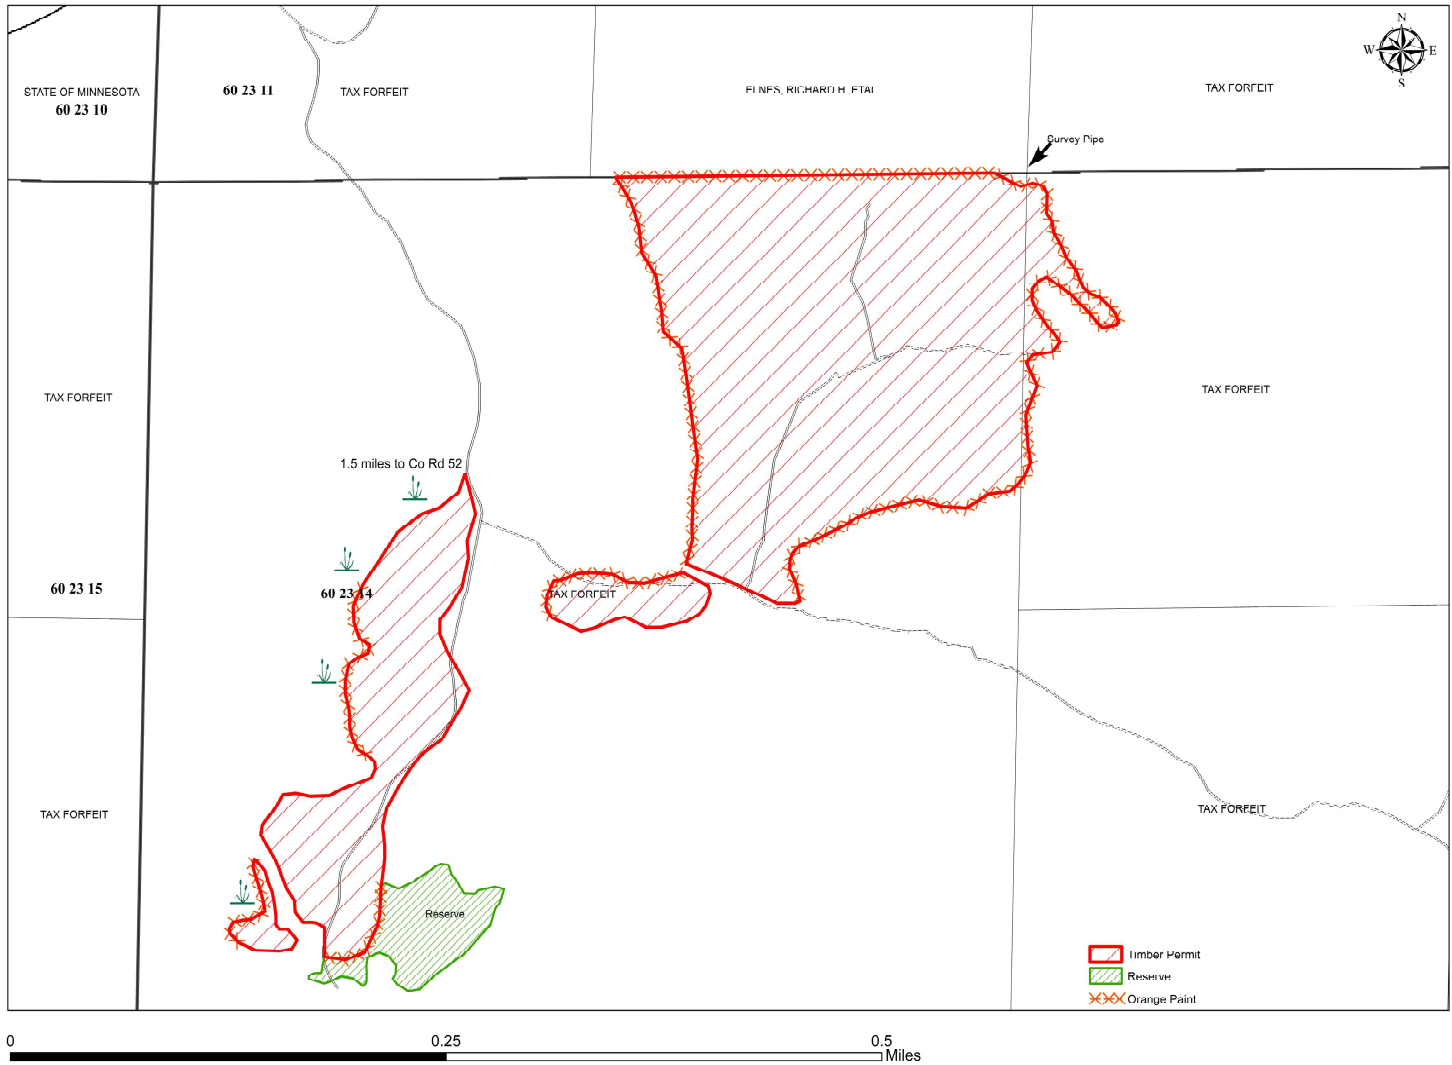 N
W E
S
STATE OF MINNESOTA
60 23 10
60 23 11
TAX FORFEIT
ELNES, RICHARD H. ETAL
TAX FORFEIT
Survey Pipe
TAX FORFEIT
TAX FORFEIT
1.5 miles to Co Rd 52
60 23 15
60 23 14
TAX FORFEIT
TAX FORFEIT
TAX FORFEIT
Reserve
Timber Permit
Reserve
Orange Paint
0 0.25 0.5
Miles